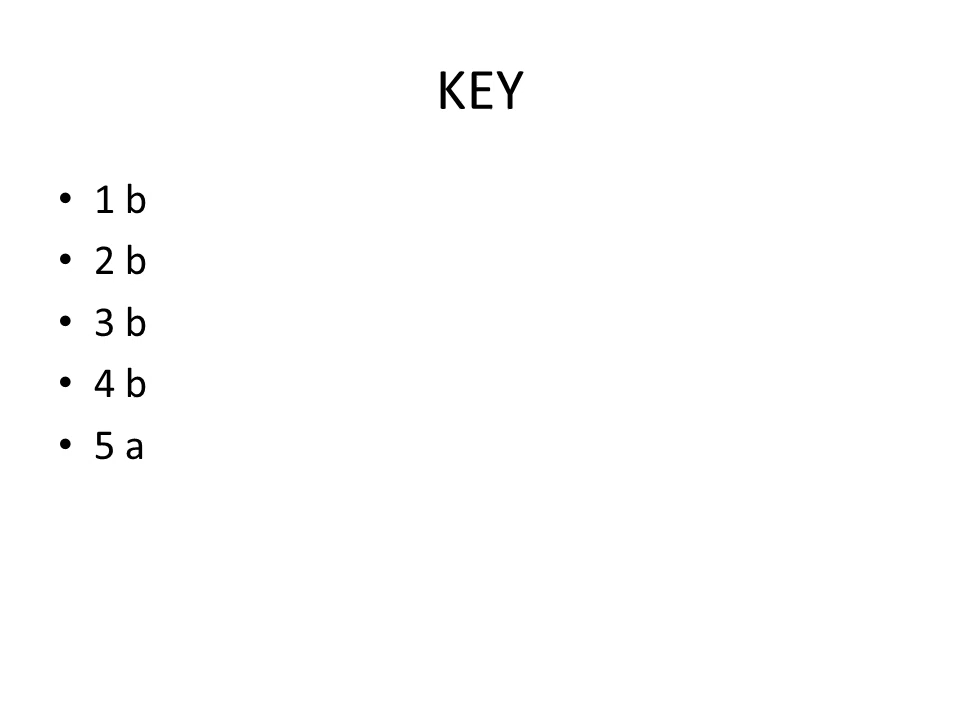 KEY
• 1 b
• 2 b
• 3 b
• 4 b
• 5 a